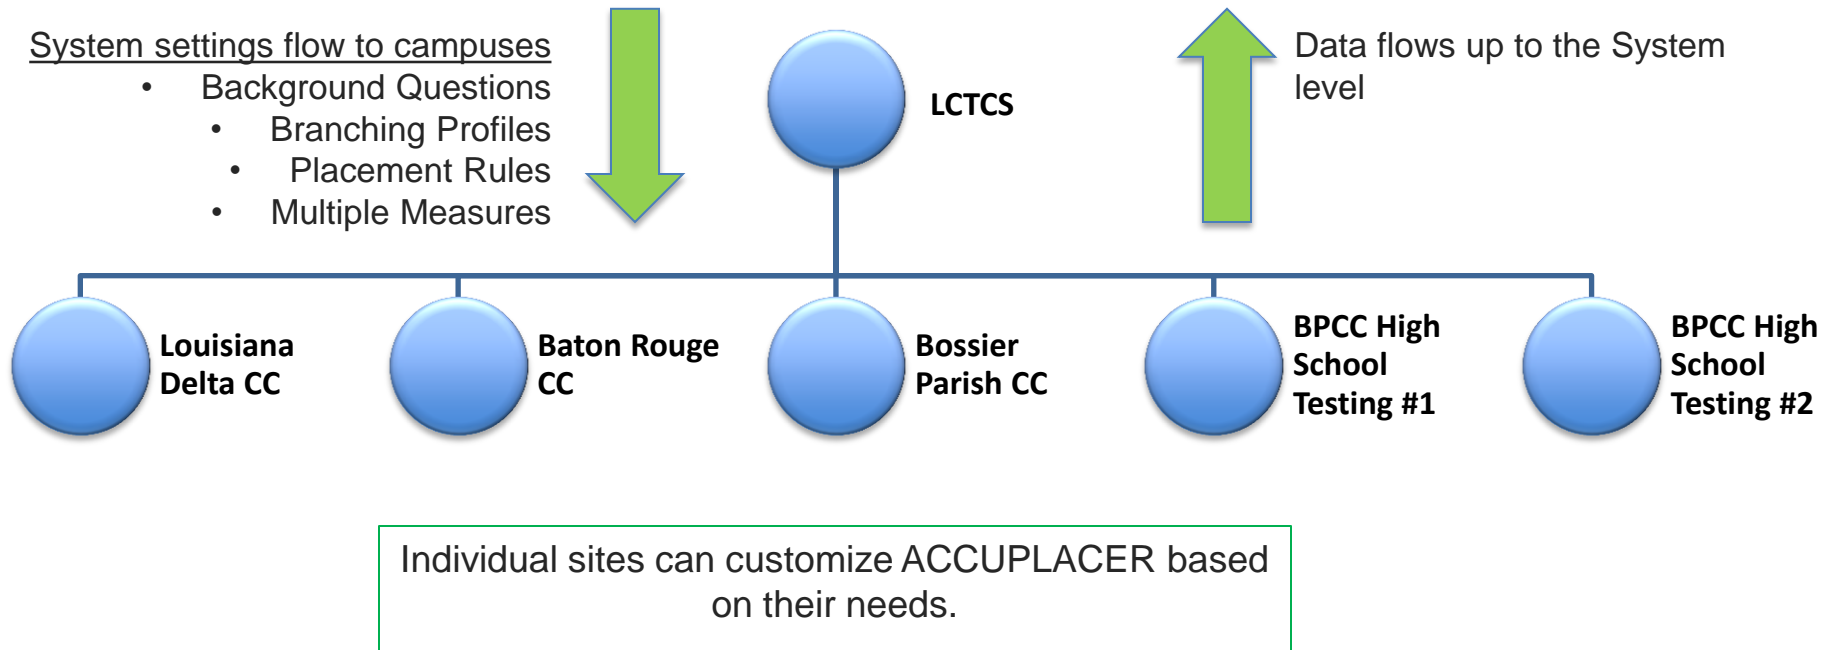 System settings flow to campuses
• Background Questions
• Branching Profiles
• Placement Rules
• Multiple Measures
LCTCS
Data flows up to the System
level
Louisiana
Delta CC
Baton Rouge
CC
Bossier
Parish CC
BPCC High
School
Testing #1
BPCC High
School
Testing #2
Individual sites can customize ACCUPLACER based
on their needs.